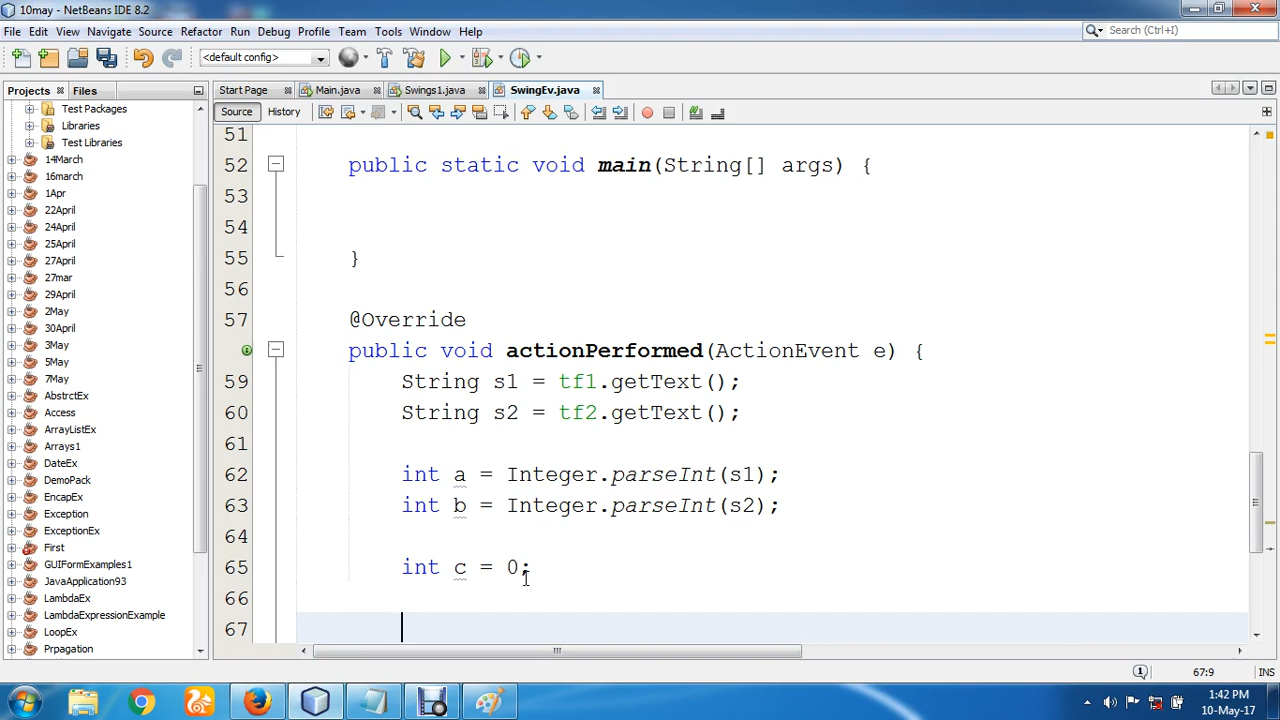 10may - NetBeans IDE 8.2
File Edit View Navigate Source Refactor Run Debug Profile Team Tools Window Help
Search (Ctrl+I)
<default config>
Projects Files
Start Page Main.java Swings1.java SwingEv.java
Source History
Test Packages
Libraries
Test Libraries
14March
16march
1Apr
22April
24April
25April
27April
27mar
29April
2May
30April
3May
5May
7May
AbstrctEx
Access
ArrayListEx
Arrays1
DateEx
DemoPack
EncapEx
Exception
ExceptionEx
First
GUIFormExamples1
JavaApplication93
LambdaEx
LambdaExpressionExample
LoopEx
Prpagation
51
52 public static void main(String[] args) {
53
54
55 }
56
57 @Override
public void actionPerformed(ActionEvent e) {
59 String s1 = tf1.getText();
60 String s2 = tf2.getText();
61
62 int a = Integer.parseInt(s1);
63 int b = Integer.parseInt(s2);
64
65 int c = 0;
66
67
67:9 INS
1:42 PM
10-May-17